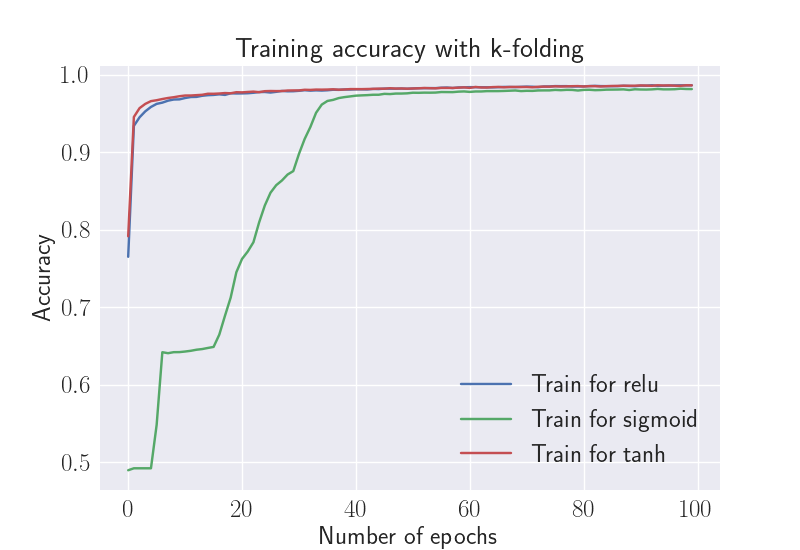 Training accuracy with k-folding
1.0
0.9
0.8
0.7
0.6
0.5
Accuracy
Train for relu
Train for sigmoid
Train for tanh
0 20 40 60 80 100
Number of epochs